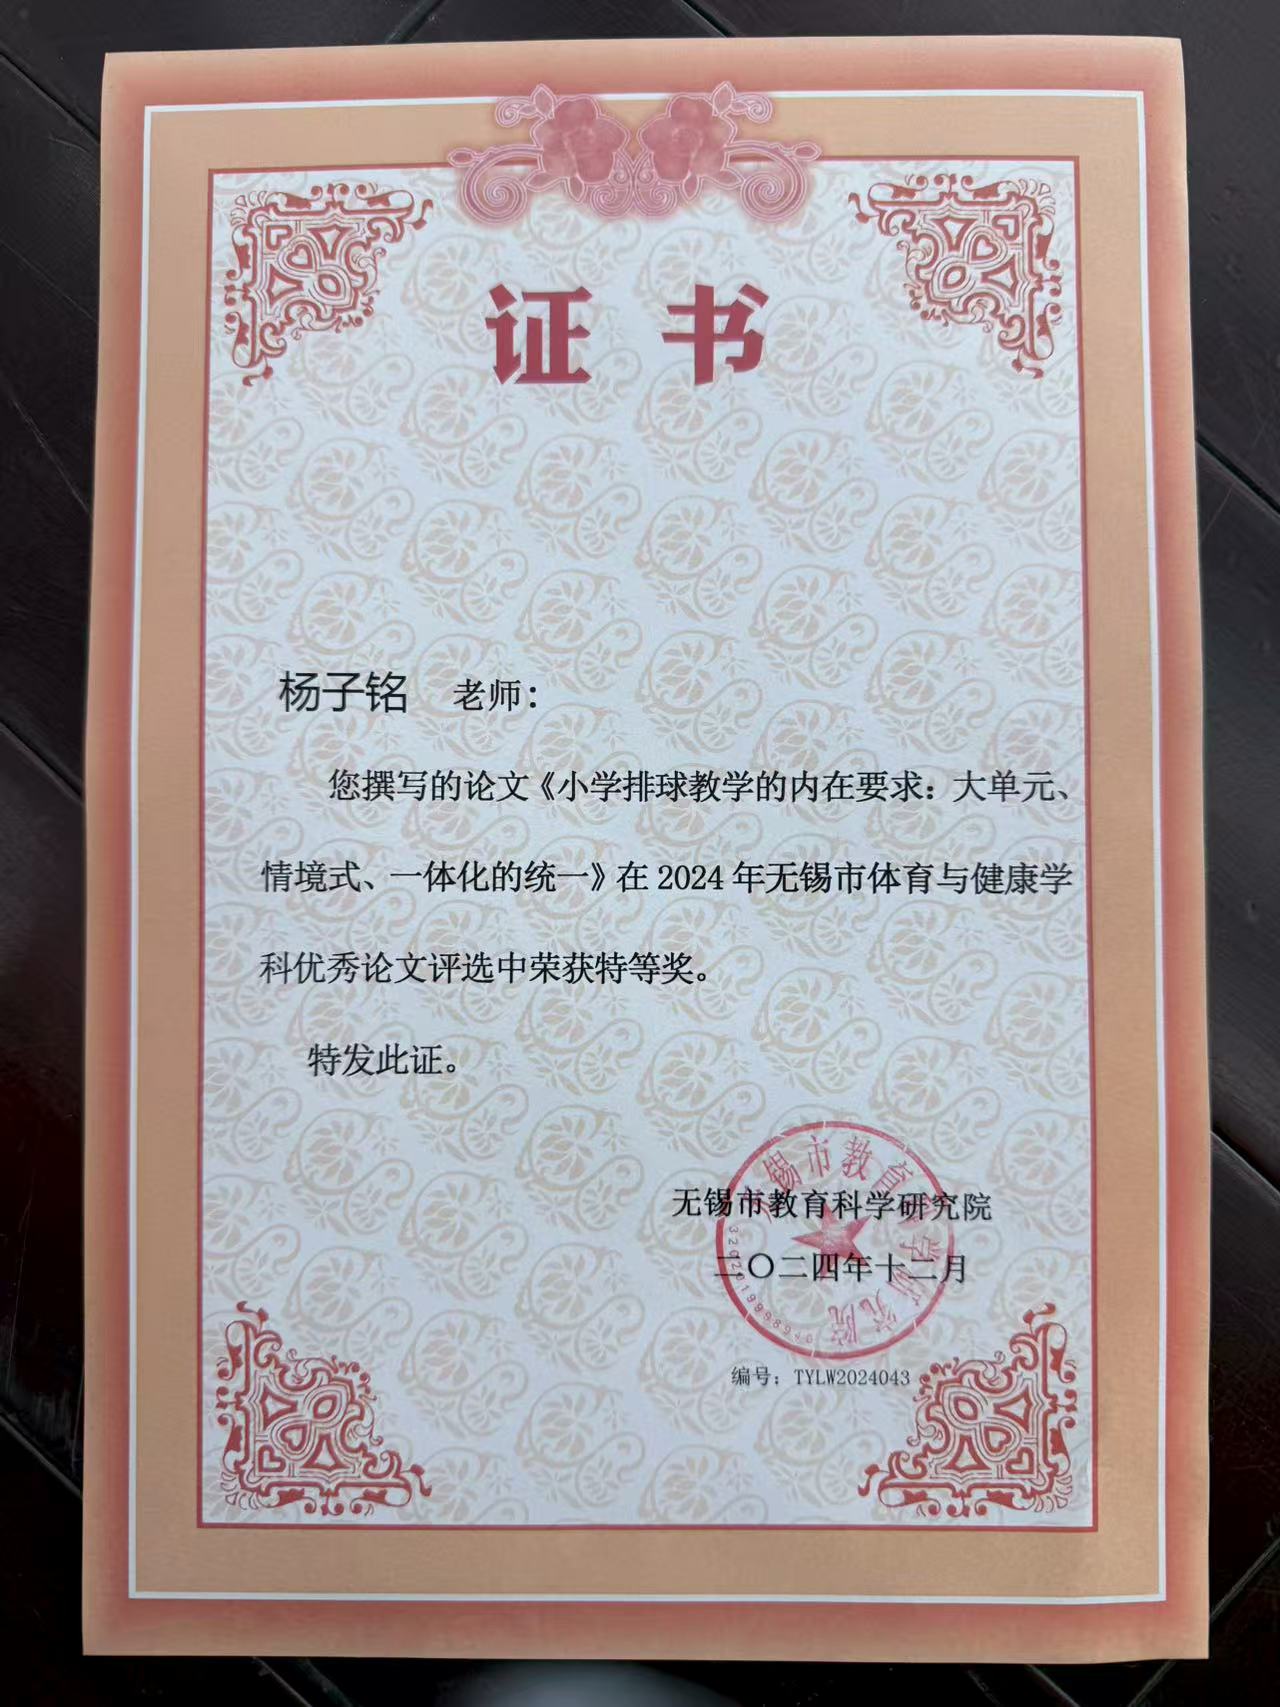 证 书
杨子铭 老师：
您撰写的论文《小学排球教学的内在要求：大单元、
情境式、一体化的统一》在 2024 年无锡市体育与健康学
科优秀论文评选中荣获特等奖。
特发此证。
无锡市教育科学研究院
二〇二四年十二月
编号：TYLW2024043